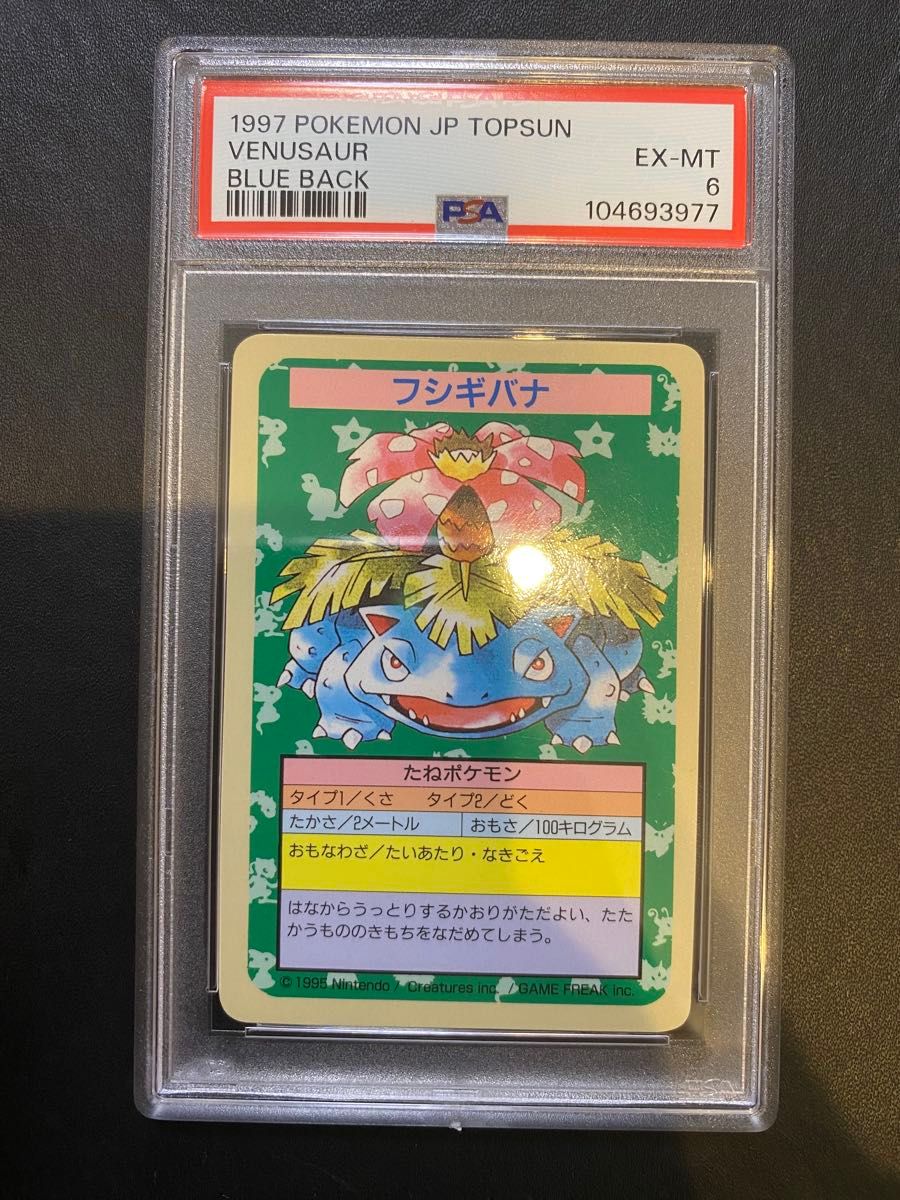 1997 POKEMON JP TOPSUN
VENUSAUR
BLUE BACK
EX-MT
6
104693977
PSA
フシギバナ
たねポケモン
タイプ1/くさ タイプ2/どく
たかさ/2メートル おもさ/100キログラム
おもなわざ/たいあたり・なきごえ
はなからうっとりするかおりがただよい、たた
かうもののきもちをなだめてしまう。
© 1995 Nintendo / Creatures inc. / GAME FREAK inc.
PSA